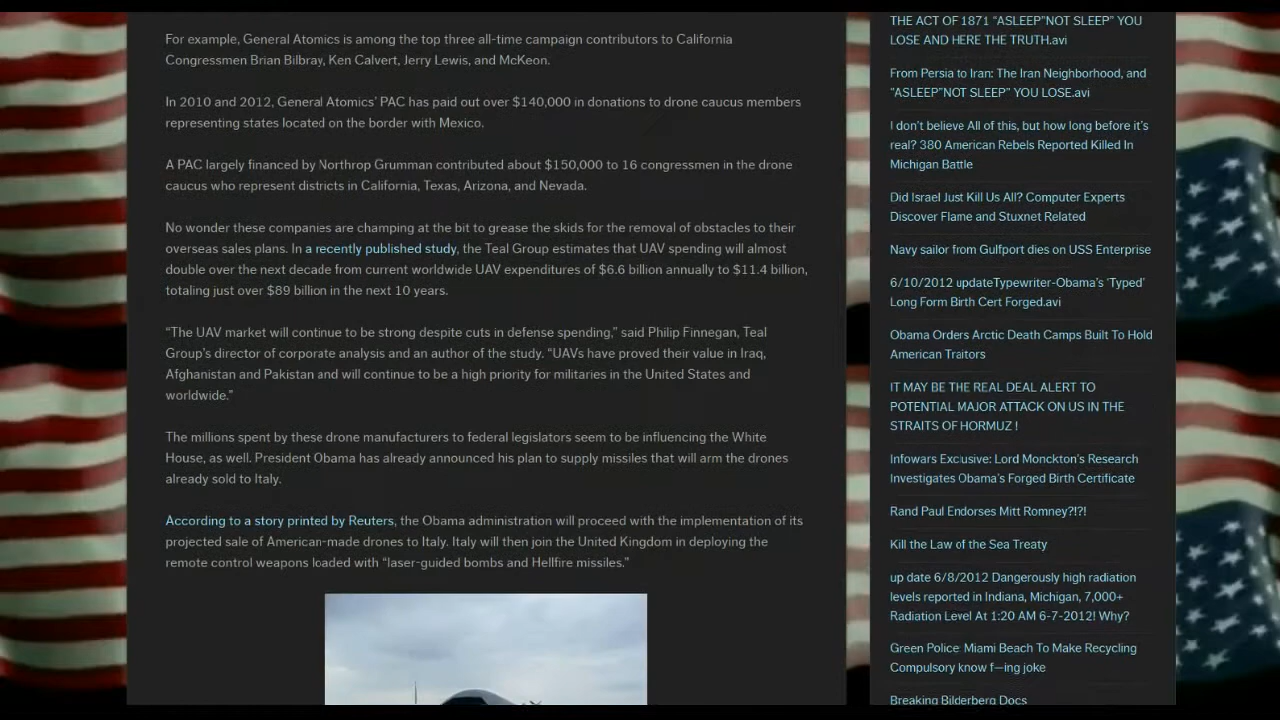 For example, General Atomics is among the top three all-time campaign contributors to California
Congressmen Brian Bilbray, Ken Calvert, Jerry Lewis, and McKeon.
In 2010 and 2012, General Atomics' PAC has paid out over $140,000 in donations to drone caucus members
representing states located on the border with Mexico.
A PAC largely financed by Northrop Grumman contributed about $150,000 to 16 congressmen in the drone
caucus who represent districts in California, Texas, Arizona, and Nevada.
No wonder these companies are champing at the bit to grease the skids for the removal of obstacles to their
overseas sales plans. In a recently published study, the Teal Group estimates that UAV spending will almost
double over the next decade from current worldwide UAV expenditures of $6.6 billion annually to $11.4 billion,
totaling just over $89 billion in the next 10 years.
“The UAV market will continue to be strong despite cuts in defense spending,” said Philip Finnegan, Teal
Group's director of corporate analysis and an author of the study. “UAVs have proved their value in Iraq,
Afghanistan and Pakistan and will continue to be a high priority for militaries in the United States and
worldwide.”
The millions spent by these drone manufacturers to federal legislators seem to be influencing the White
House, as well. President Obama has already announced his plan to supply missiles that will arm the drones
already sold to Italy.
According to a story printed by Reuters, the Obama administration will proceed with the implementation of its
projected sale of American-made drones to Italy. Italy will then join the United Kingdom in deploying the
remote control weapons loaded with “laser-guided bombs and Hellfire missiles.”
THE ACT OF 1871 “ASLEEP”NOT SLEEP” YOU
LOSE AND HERE THE TRUTH.avi
From Persia to Iran: The Iran Neighborhood, and
“ASLEEP”NOT SLEEP” YOU LOSE.avi
I don't believe All of this, but how long before it's
real? 380 American Rebels Reported Killed In
Michigan Battle
Did Israel Just Kill Us All? Computer Experts
Discover Flame and Stuxnet Related
Navy sailor from Gulfport dies on USS Enterprise
6/10/2012 updateTypewriter-Obama's ‘Typed’
Long Form Birth Cert Forged.avi
Obama Orders Arctic Death Camps Built To Hold
American Traitors
IT MAY BE THE REAL DEAL ALERT TO
POTENTIAL MAJOR ATTACK ON US IN THE
STRAITS OF HORMUZ !
Infowars Exclusive: Lord Monckton's Research
Investigates Obama's Forged Birth Certificate
Rand Paul Endorses Mitt Romney?!?!
Kill the Law of the Sea Treaty
up date 6/8/2012 Dangerously high radiation
levels reported in Indiana, Michigan, 7,000+
Radiation Level At 1:20 AM 6-7-2012! Why?
Green Police: Miami Beach To Make Recycling
Compulsory know f—ing joke
Breaking Bilderberg Docs